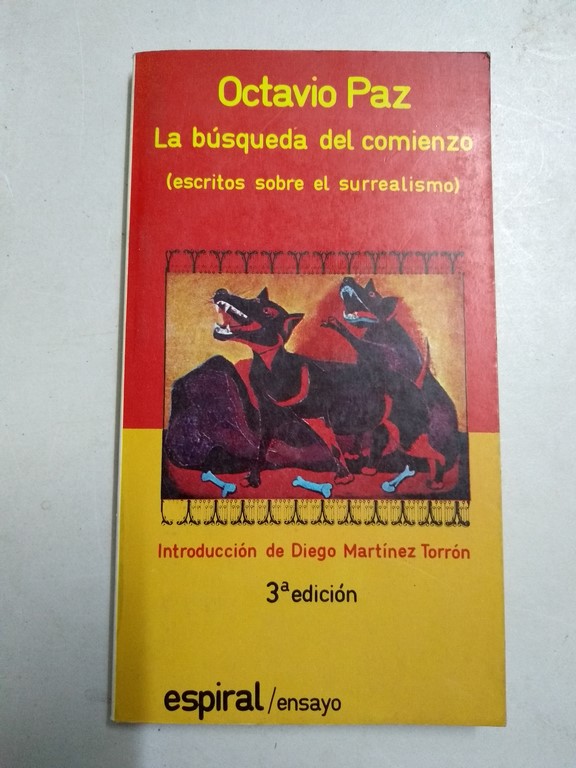 Octavio Paz
La búsqueda del comienzo
(escritos sobre el surrealismo)
Introducción de Diego Martínez Torrón
3ª edición
espiral/ensayo